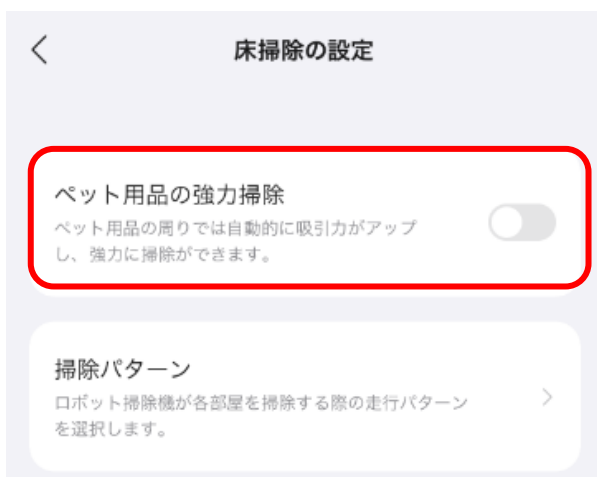 床掃除の設定
ペット用品の強力掃除
ペット用品の周りでは自動的に吸引力がアップ
し、強力に掃除ができます。
掃除パターン
ロボット掃除機が各部屋を掃除する際の走行パターン
を選択します。